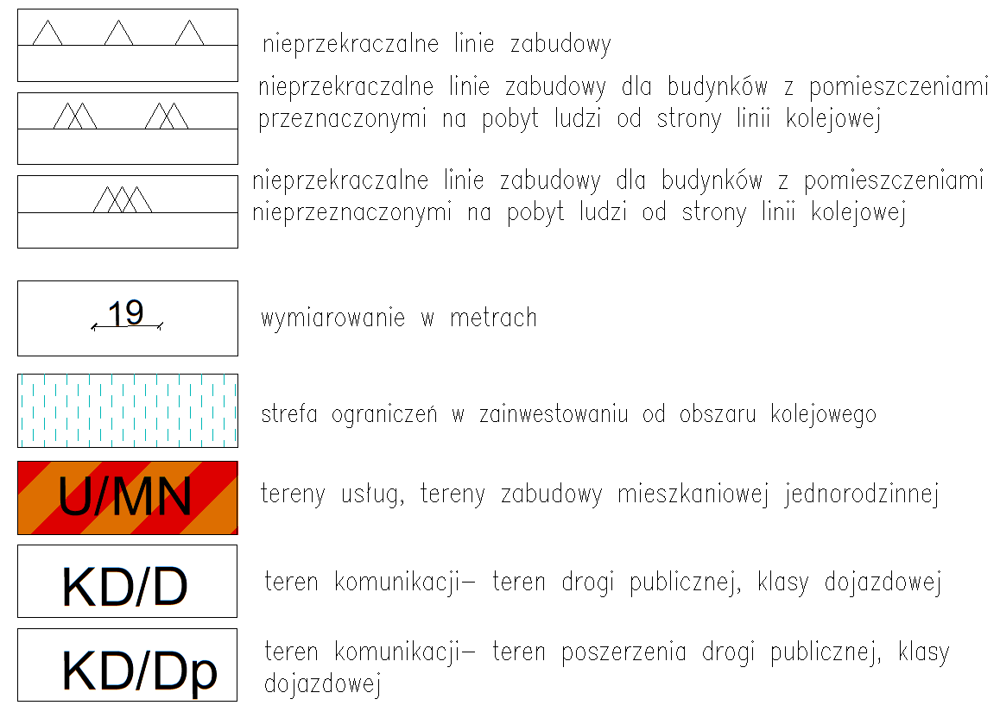 nieprzekraczalne linie zabudowy
nieprzekraczalne linie zabudowy dla budynków z pomieszczeniami
przeznaczonymi na pobyt ludzi od strony linii kolejowej
nieprzekraczalne linie zabudowy dla budynków z pomieszczeniami
nieprzeznaczonymi na pobyt ludzi od strony linii kolejowej
19
wymiarowanie w metrach
strefa ograniczeń w zainwestowaniu od obszaru kolejowego
U/MN
tereny usług, tereny zabudowy mieszkaniowej jednorodzinnej
KD/D
teren komunikacji– teren drogi publicznej, klasy dojazdowej
KD/Dp
teren komunikacji– teren poszerzenia drogi publicznej, klasy
dojazdowej